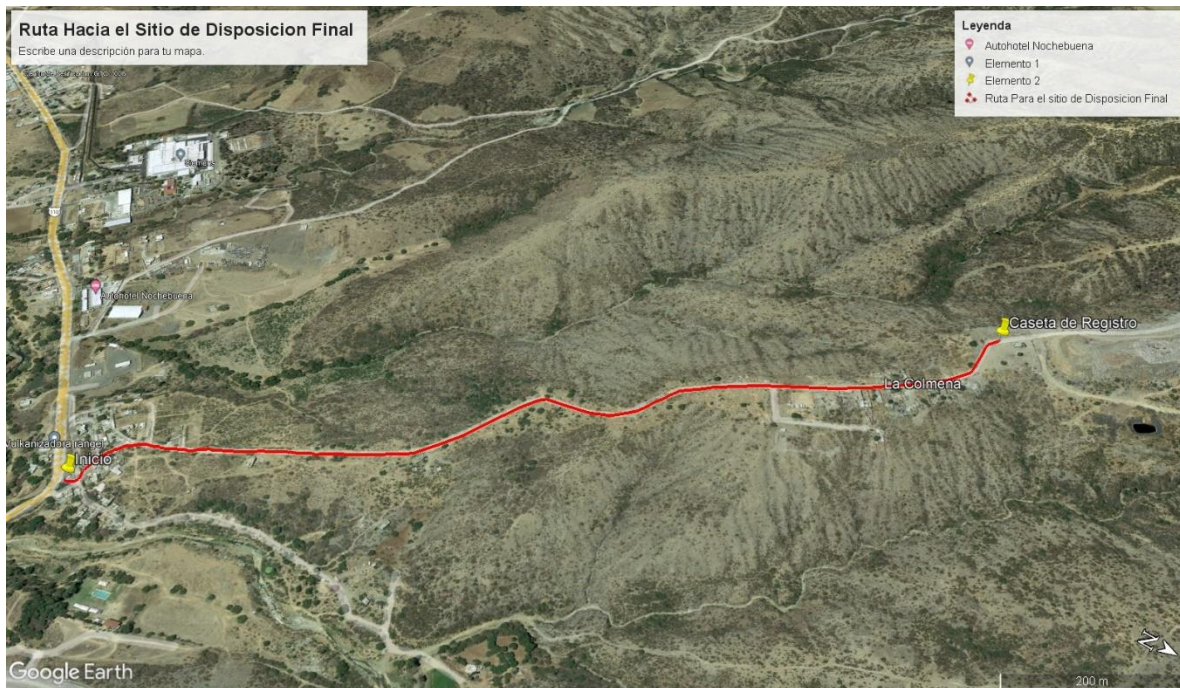 Ruta Hacia el Sitio de Disposicion Final
Escribe una descripción para tu mapa.
Leyenda
Autohotel Nochebuena
Elemento 1
Elemento 2
Ruta Para el sitio de Disposicion Final
Autohotel Nochebuena
Caseta de Registro
La Colmena
Vulkanizadora rangel
Inicio
N
Google Earth
200 m